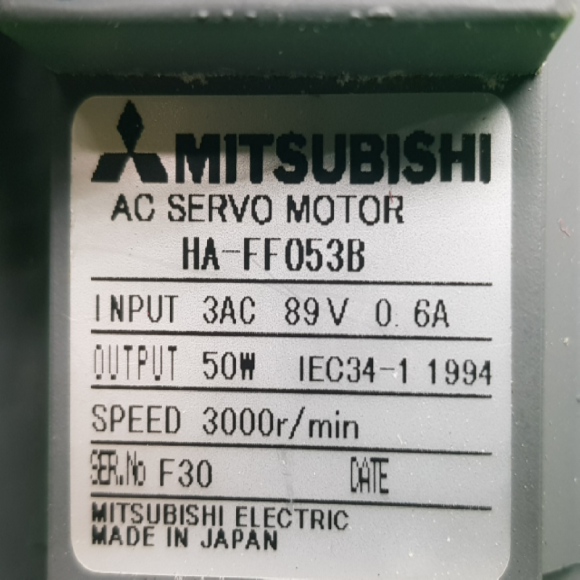 MITSUBISHI
AC SERVO MOTOR
HA-FF053B
INPUT 3AC 89V 0.6A
OUTPUT 50W IEC34-1 1994
SPEED 3000r/min
SER.No F30 DATE
MITSUBISHI ELECTRIC
MADE IN JAPAN